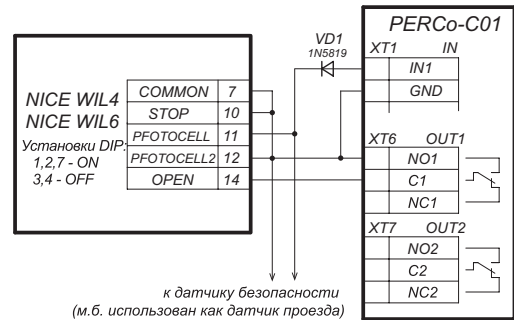 PERCo-C01
VD1
1N5819
XT1 IN
IN1
GND
NICE WIL4
NICE WIL6
Установки DIP:
1,2,7 - ON
3,4 - OFF
COMMON 7
STOP 10
PFOTOCELL 11
PFOTOCELL2 12
OPEN 14
XT6 OUT1
NO1
C1
NC1
XT7 OUT2
NO2
C2
NC2
к датчику безопасности
(м.б. использован как датчик проезда)